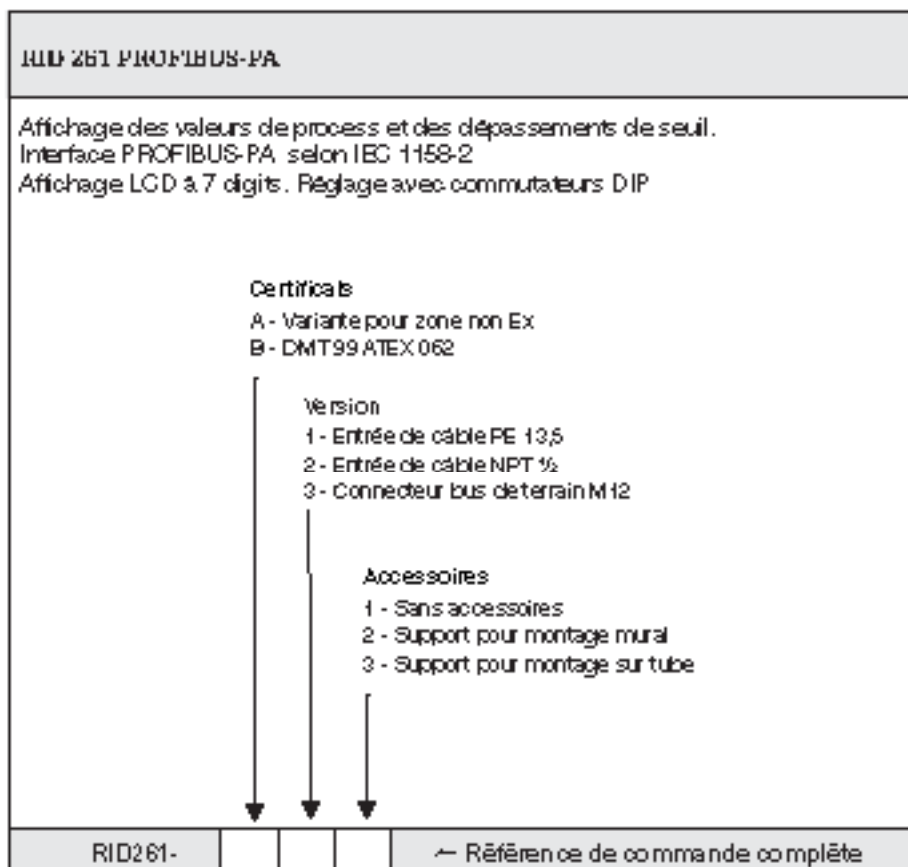 RID 261 PROFIBUS-PA
Affichage des valeurs de process et des dépassements de seuil.
Interface PROFIBUS-PA selon IEC 1158-2
Affichage LCD à 7 digits. Réglage avec commutateurs DIP
Certificats
A - Variante pour zone non Ex
B - DMT 99 ATEX 062
Version
1 - Entrée de câble PE 13,5
2 - Entrée de câble NPT ½
3 - Connecteur bus de terrain M12
Accessoires
1 - Sans accessoires
2 - Support pour montage mural
3 - Support pour montage sur tube
RID261- ← Référence de commande complète